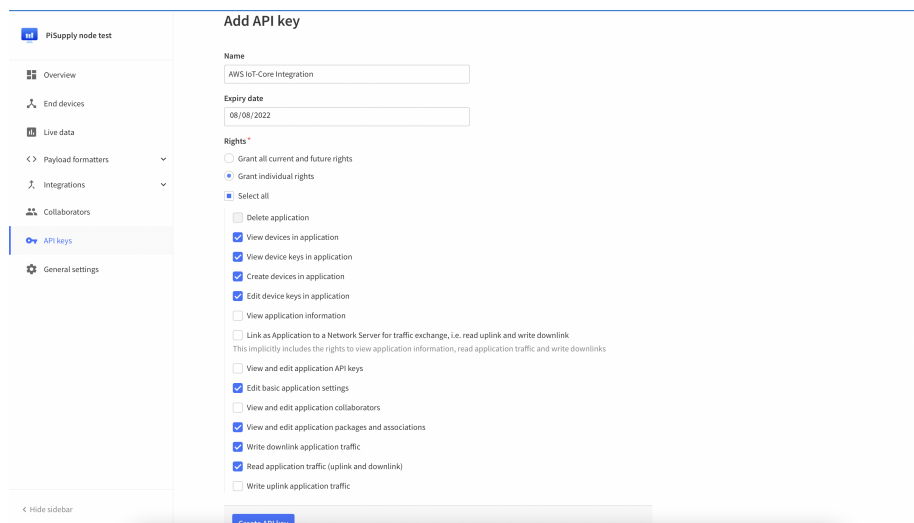 Add API key
PiSupply node test
Overview
End devices
Live data
Payload formatters
Integrations
Collaborators
API keys
General settings
Name
AWS IoT-Core Integration
Expiry date
08/08/2022
Rights*
Grant all current and future rights
Grant individual rights
Select all
Delete application
View devices in application
View device keys in application
Create devices in application
Edit device keys in application
View application information
Link as Application to a Network Server for traffic exchange, i.e. read uplink and write downlink
This implicitly includes the rights to view application information, read application traffic and write downlinks
View and edit application API keys
Edit basic application settings
View and edit application collaborators
View and edit application packages and associations
Write downlink application traffic
Read application traffic (uplink and downlink)
Write uplink application traffic
Create API key
< Hide sidebar